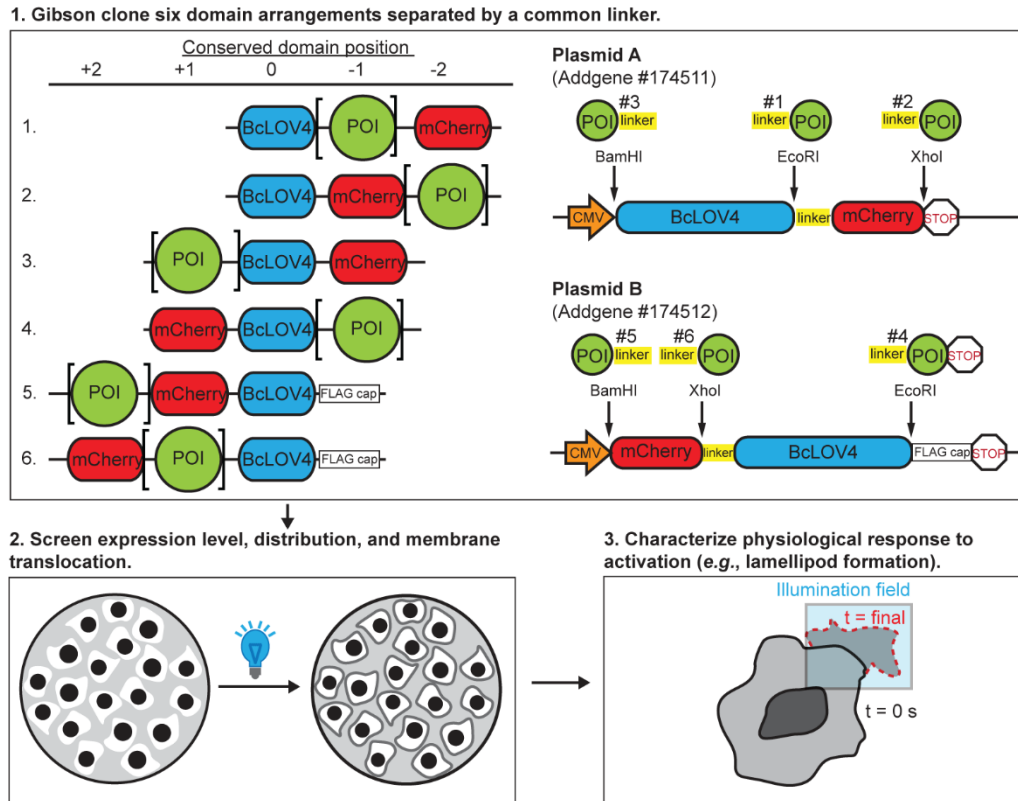 1. Gibson clone six domain arrangements separated by a common linker.
Conserved domain position
+2 +1 0 -1 -2
1. BcLOV4 POI mCherry
2. BcLOV4 mCherry POI
3. POI BcLOV4 mCherry
4. mCherry BcLOV4 POI
5. POI mCherry BcLOV4 FLAG cap
6. mCherry POI BcLOV4 FLAG cap
Plasmid A
(Addgene #174511)
#3 #1 #2
POI linker linker POI linker POI
BamHI EcoRI XhoI
CMV BcLOV4 linker mCherry STOP
Plasmid B
(Addgene #174512)
#5 #6 #4
POI linker linker POI linker POI STOP
BamHI XhoI EcoRI
CMV mCherry linker BcLOV4 FLAG cap STOP
2. Screen expression level, distribution, and membrane
translocation.
3. Characterize physiological response to
activation (e.g., lamellipod formation).
Illumination field
t = final
t = 0 s